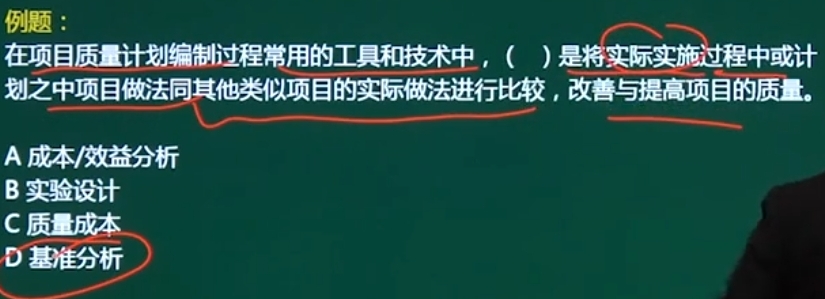 例题：
在项目质量计划编制过程常用的工具和技术中，（ ）是将实际实施过程中或计
划之中项目做法同其他类似项目的实际做法进行比较，改善与提高项目的质量。
A 成本/效益分析
B 实验设计
C 质量成本
D 基准分析